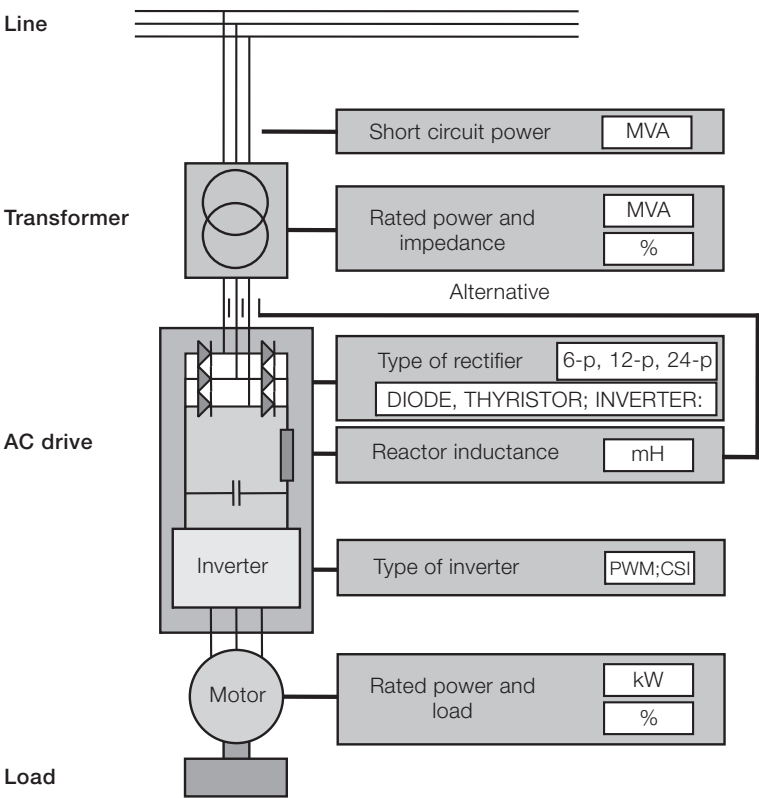 Line
Short circuit power MVA
Transformer
Rated power and
impedance
MVA
%
Alternative
Type of rectifier 6-p, 12-p, 24-p
DIODE, THYRISTOR; INVERTER:
AC drive
Reactor inductance mH
Inverter
Type of inverter PWM;CSI
Motor
Rated power and
load
kW
%
Load